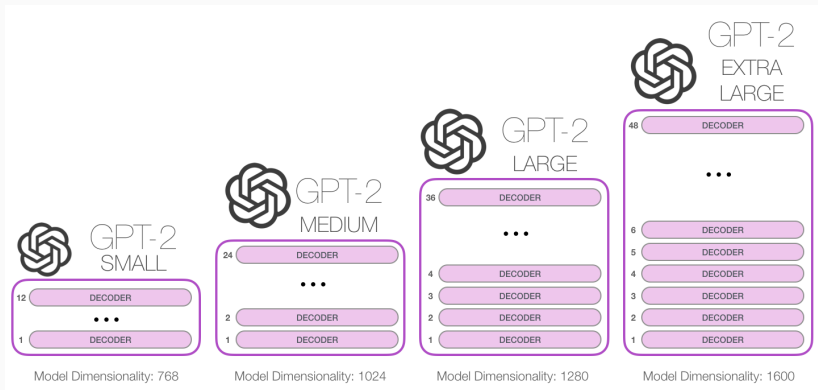 GPT-2
SMALL
12 DECODER
...
1 DECODER
Model Dimensionality: 768
GPT-2
MEDIUM
24 DECODER
...
2 DECODER
1 DECODER
Model Dimensionality: 1024
GPT-2
LARGE
36 DECODER
...
4 DECODER
3 DECODER
2 DECODER
1 DECODER
Model Dimensionality: 1280
GPT-2
EXTRA
LARGE
48 DECODER
...
6 DECODER
5 DECODER
4 DECODER
3 DECODER
2 DECODER
1 DECODER
Model Dimensionality: 1600